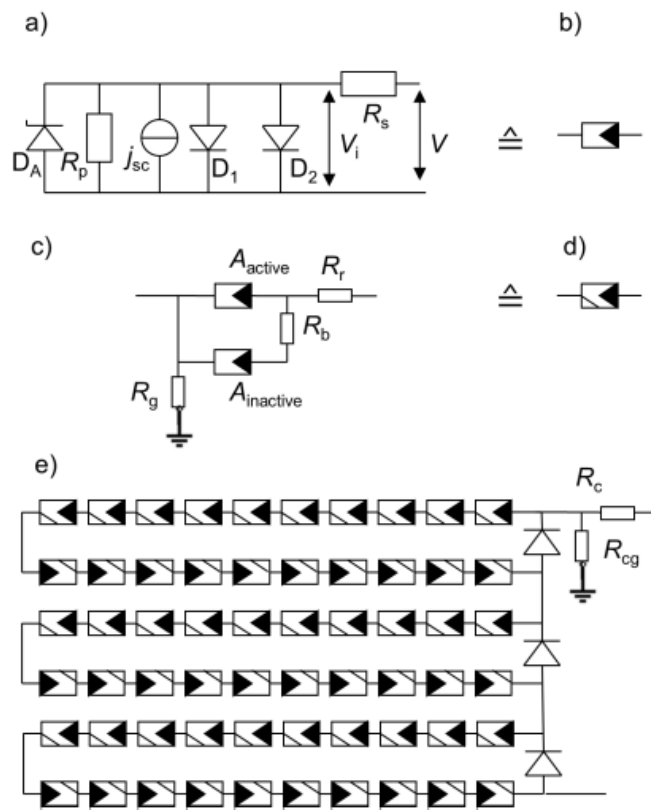 a)
b)
D_A
R_p
j_sc
D_1
D_2
V_i
R_s
V
≙
c)
d)
A_active
R_r
R_b
A_inactive
R_g
≙
e)
R_c
R_cg